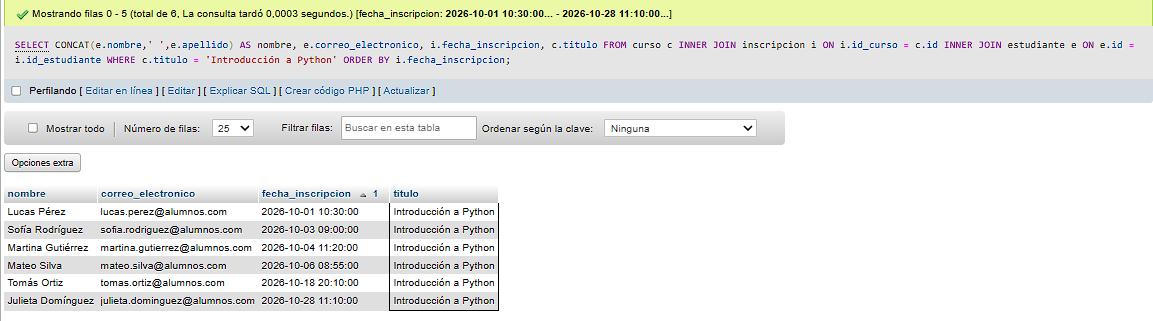 Mostrando filas 0 - 5 (total de 6, La consulta tardó 0,0003 segundos.) [fecha_inscripcion: 2026-10-01 10:30:00... - 2026-10-28 11:10:00...]
SELECT CONCAT(e.nombre,' ',e.apellido) AS nombre, e.correo_electronico, i.fecha_inscripcion, c.titulo FROM curso c INNER JOIN inscripcion i ON i.id_curso = c.id INNER JOIN estudiante e ON e.id =
i.id_estudiante WHERE c.titulo = 'Introducción a Python' ORDER BY i.fecha_inscripcion;
Perfilando [ Editar en línea ] [ Editar ] [ Explicar SQL ] [ Crear código PHP ] [ Actualizar ]
Mostrar todo Número de filas: 25 Filtrar filas: Buscar en esta tabla Ordenar según la clave: Ninguna
Opciones extra
nombre correo_electronico fecha_inscripcion 1 titulo
Lucas Pérez lucas.perez@alumnos.com 2026-10-01 10:30:00 Introducción a Python
Sofía Rodríguez sofia.rodriguez@alumnos.com 2026-10-03 09:00:00 Introducción a Python
Martina Gutiérrez martina.gutierrez@alumnos.com 2026-10-04 11:20:00 Introducción a Python
Mateo Silva mateo.silva@alumnos.com 2026-10-06 08:55:00 Introducción a Python
Tomás Ortiz tomas.ortiz@alumnos.com 2026-10-18 20:10:00 Introducción a Python
Julieta Domínguez julieta.dominguez@alumnos.com 2026-10-28 11:10:00 Introducción a Python